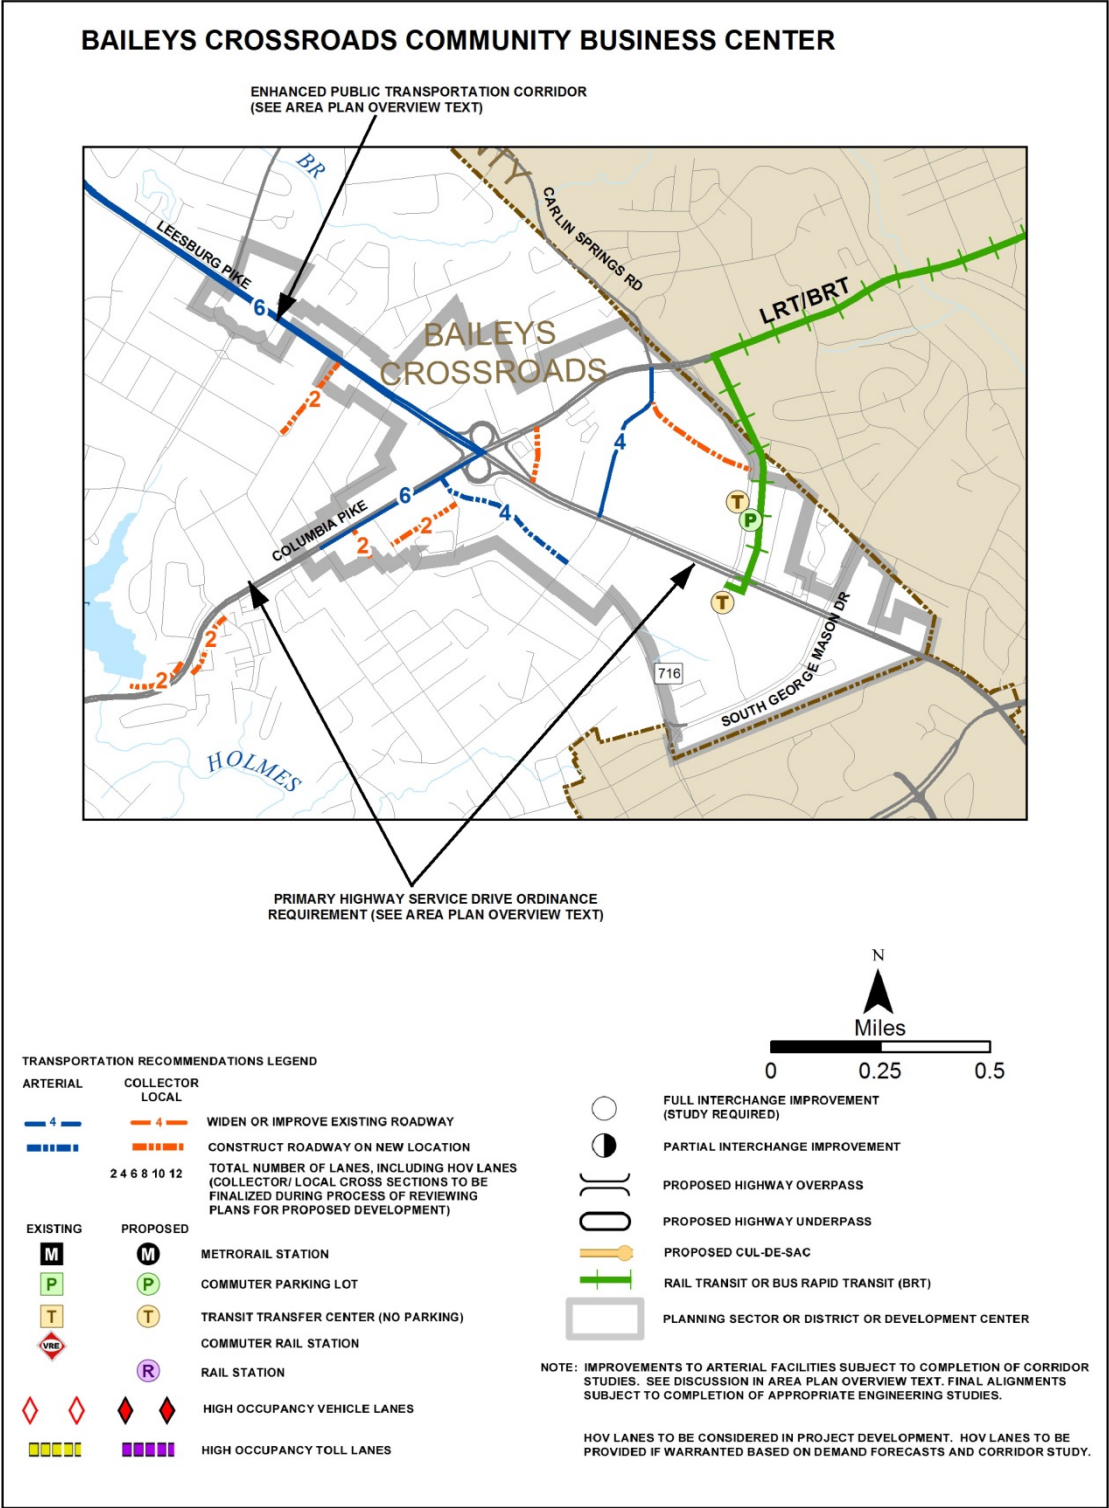 BAILEYS CROSSROADS COMMUNITY BUSINESS CENTER
ENHANCED PUBLIC TRANSPORTATION CORRIDOR
(SEE AREA PLAN OVERVIEW TEXT)
BR
NTY
CARLIN SPRINGS RD
LEESBURG PIKE
6
LRT/BRT
BAILEYS
CROSSROADS
2
4
6
COLUMBIA PIKE
2
2
4
T
P
T
2
2
716
SOUTH GEORGE MASON DR
HOLMES
PRIMARY HIGHWAY SERVICE DRIVE ORDINANCE
REQUIREMENT (SEE AREA PLAN OVERVIEW TEXT)
N
Miles
0 0.25 0.5
TRANSPORTATION RECOMMENDATIONS LEGEND
ARTERIAL COLLECTOR
LOCAL
4 4 WIDEN OR IMPROVE EXISTING ROADWAY
CONSTRUCT ROADWAY ON NEW LOCATION
2 4 6 8 10 12 TOTAL NUMBER OF LANES, INCLUDING HOV LANES
(COLLECTOR/ LOCAL CROSS SECTIONS TO BE
FINALIZED DURING PROCESS OF REVIEWING
PLANS FOR PROPOSED DEVELOPMENT)
EXISTING PROPOSED
M M METRORAIL STATION
P P COMMUTER PARKING LOT
T T TRANSIT TRANSFER CENTER (NO PARKING)
VRE COMMUTER RAIL STATION
R RAIL STATION
HIGH OCCUPANCY VEHICLE LANES
HIGH OCCUPANCY TOLL LANES
FULL INTERCHANGE IMPROVEMENT
(STUDY REQUIRED)
PARTIAL INTERCHANGE IMPROVEMENT
PROPOSED HIGHWAY OVERPASS
PROPOSED HIGHWAY UNDERPASS
PROPOSED CUL-DE-SAC
RAIL TRANSIT OR BUS RAPID TRANSIT (BRT)
PLANNING SECTOR OR DISTRICT OR DEVELOPMENT CENTER
NOTE: IMPROVEMENTS TO ARTERIAL FACILITIES SUBJECT TO COMPLETION OF CORRIDOR
STUDIES. SEE DISCUSSION IN AREA PLAN OVERVIEW TEXT. FINAL ALIGNMENTS
SUBJECT TO COMPLETION OF APPROPRIATE ENGINEERING STUDIES.
HOV LANES TO BE CONSIDERED IN PROJECT DEVELOPMENT. HOV LANES TO BE
PROVIDED IF WARRANTED BASED ON DEMAND FORECASTS AND CORRIDOR STUDY.